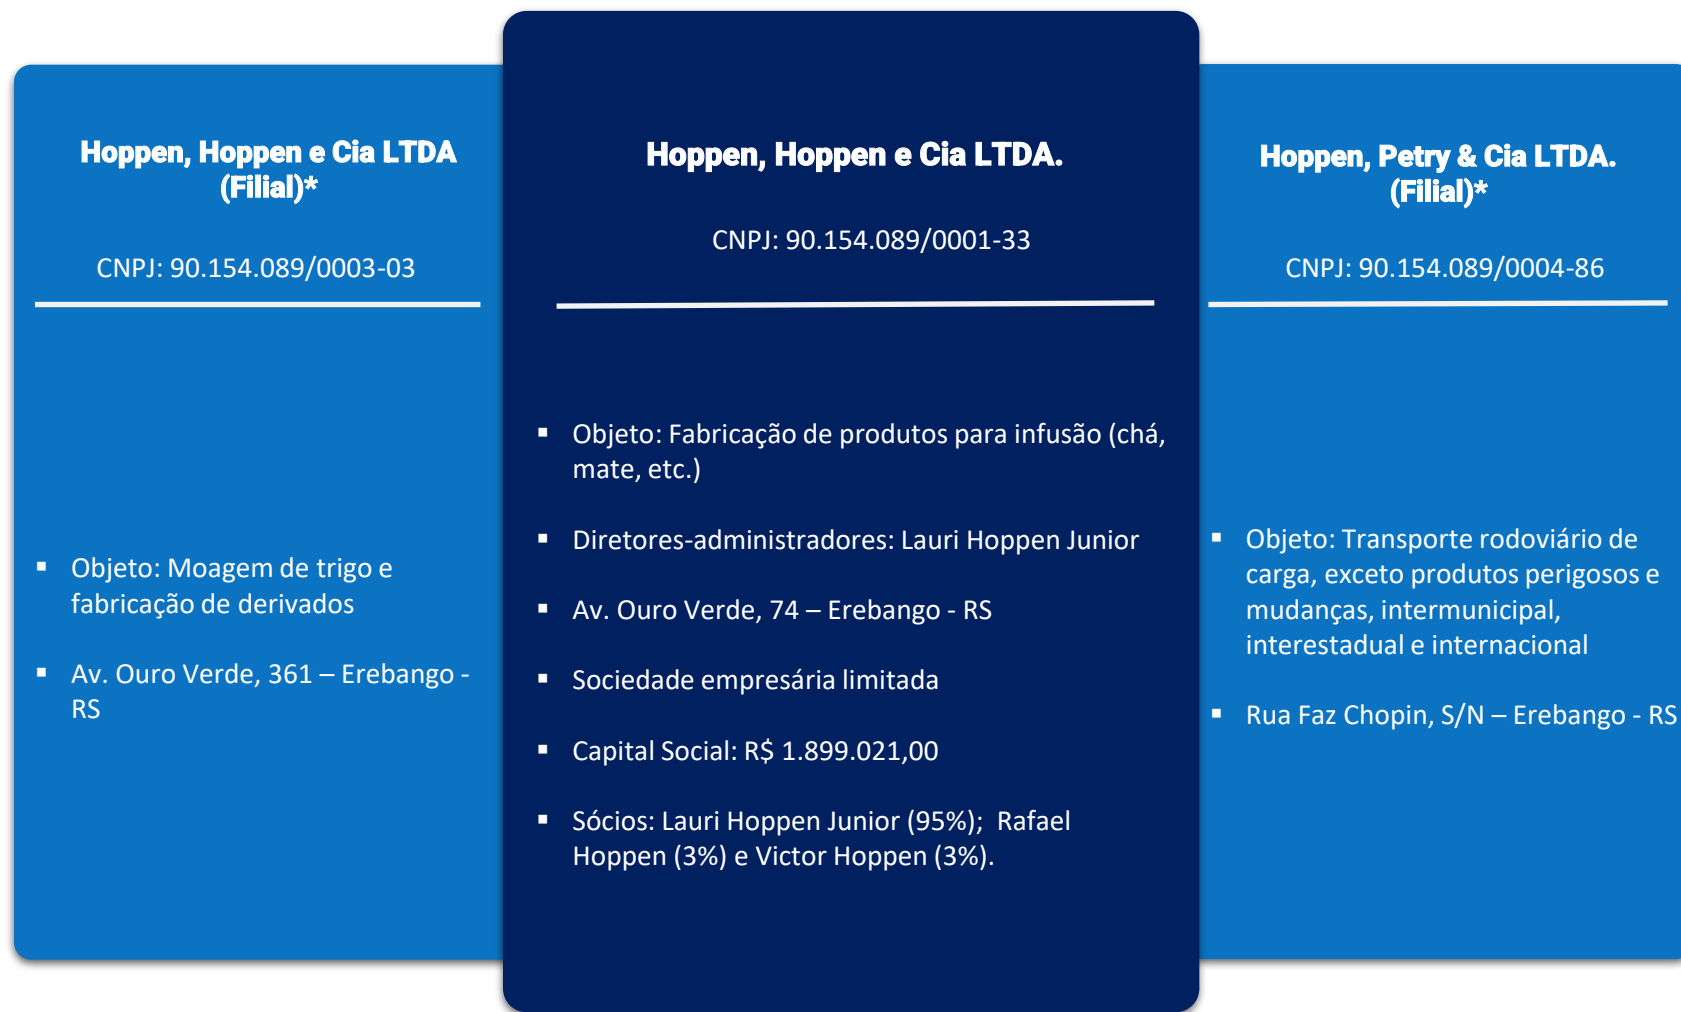 Hoppen, Hoppen e Cia LTDA
(Filial)*
CNPJ: 90.154.089/0003-03
▪ Objeto: Moagem de trigo e
fabricação de derivados
▪ Av. Ouro Verde, 361 – Erebango -
RS
Hoppen, Hoppen e Cia LTDA.
CNPJ: 90.154.089/0001-33
▪ Objeto: Fabricação de produtos para infusão (chá,
mate, etc.)
▪ Diretores-administradores: Lauri Hoppen Junior
▪ Av. Ouro Verde, 74 – Erebango - RS
▪ Sociedade empresária limitada
▪ Capital Social: R$ 1.899.021,00
▪ Sócios: Lauri Hoppen Junior (95%); Rafael
Hoppen (3%) e Victor Hoppen (3%).
Hoppen, Petry & Cia LTDA.
(Filial)*
CNPJ: 90.154.089/0004-86
▪ Objeto: Transporte rodoviário de
carga, exceto produtos perigosos e
mudanças, intermunicipal,
interestadual e internacional
▪ Rua Faz Chopin, S/N – Erebango - RS